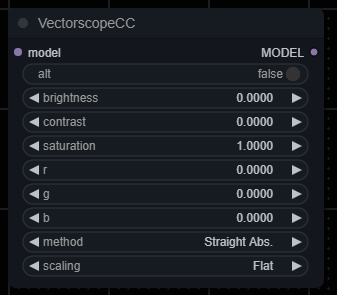 VectorscopeCC
model MODEL
alt false
brightness 0.0000
contrast 0.0000
saturation 1.0000
r 0.0000
g 0.0000
b 0.0000
method Straight Abs.
scaling Flat